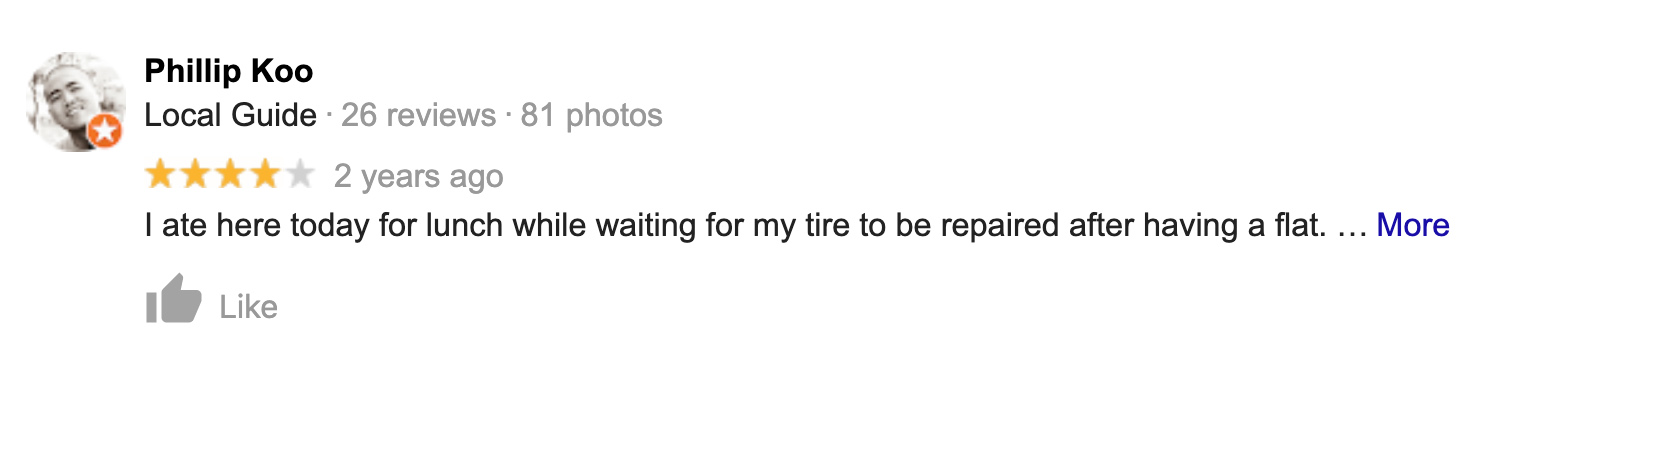 Phillip Koo
Local Guide · 26 reviews · 81 photos
2 years ago
I ate here today for lunch while waiting for my tire to be repaired after having a flat. … More
Like